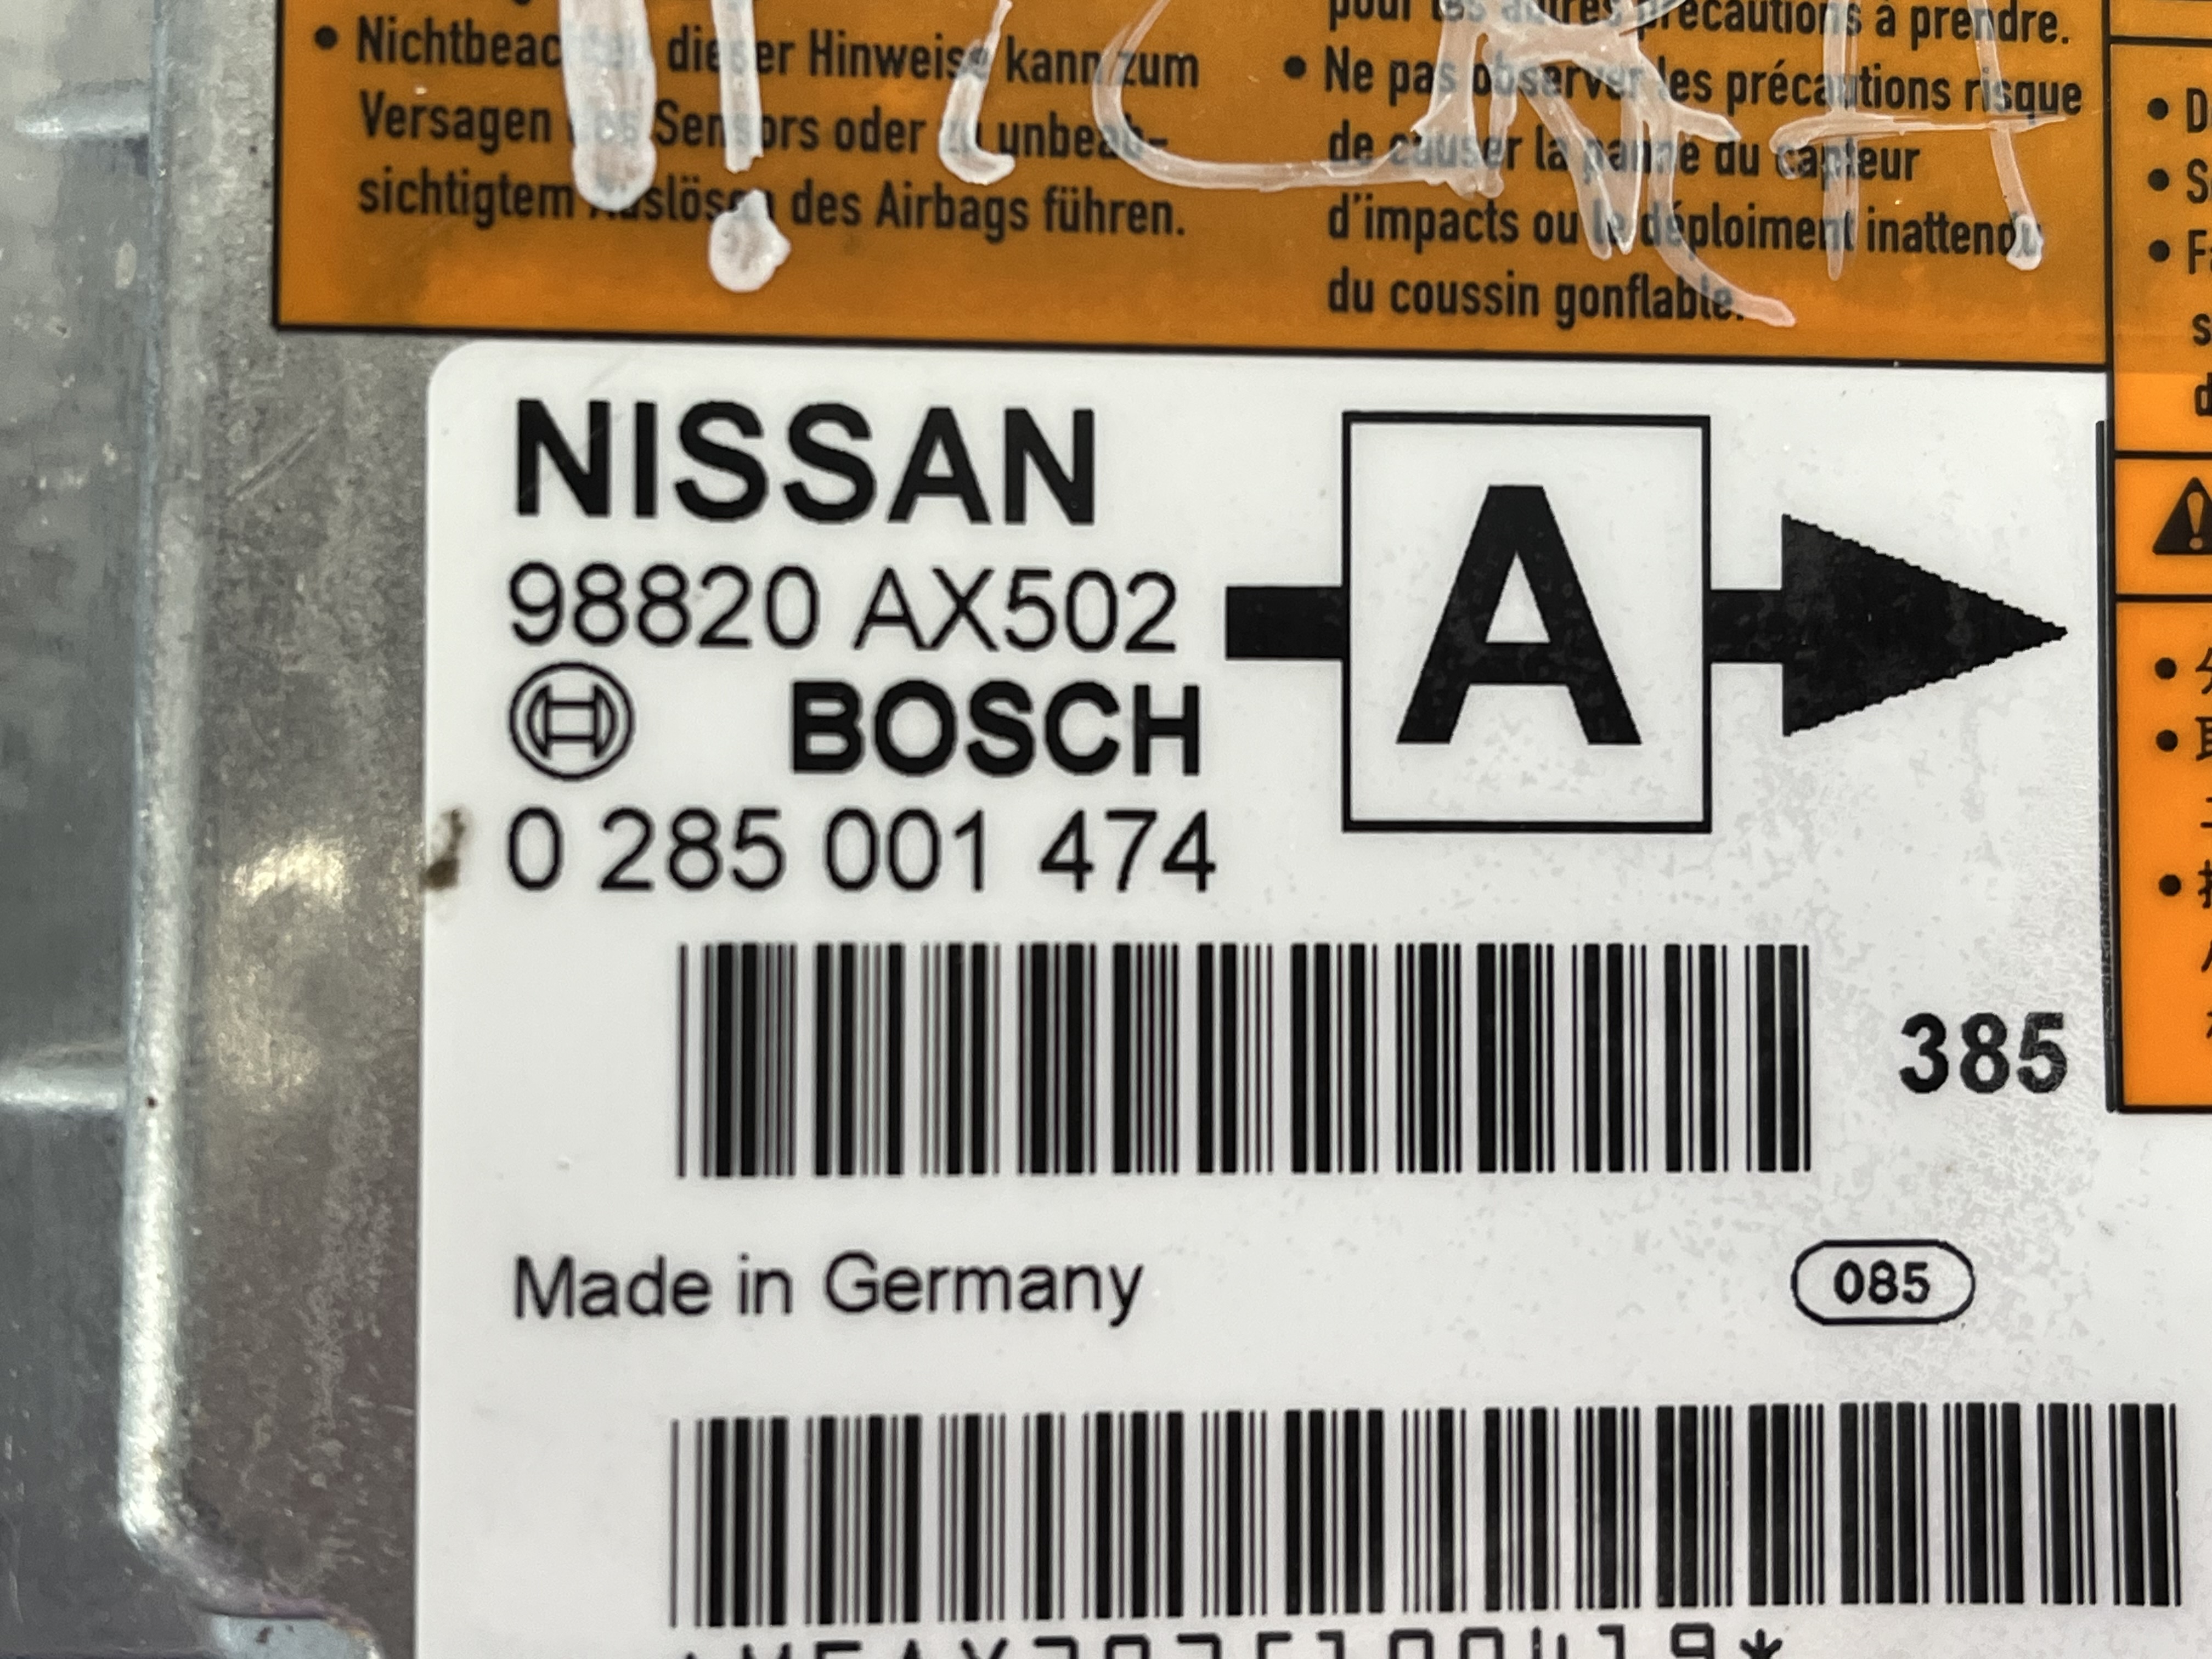 • Nichtbeachten dieser Hinweise kann zum
Versagen des Sensors oder zu unbeab-
sichtigtem Auslösen des Airbags führen.
pour les autres précautions à prendre.
• Ne pas observer les précautions risque
de causer la panne du capteur
d'impacts ou le déploiment inattendu
du coussin gonflable.
NISSAN
98820 AX502
BOSCH
0 285 001 474
A
385
Made in Germany
085